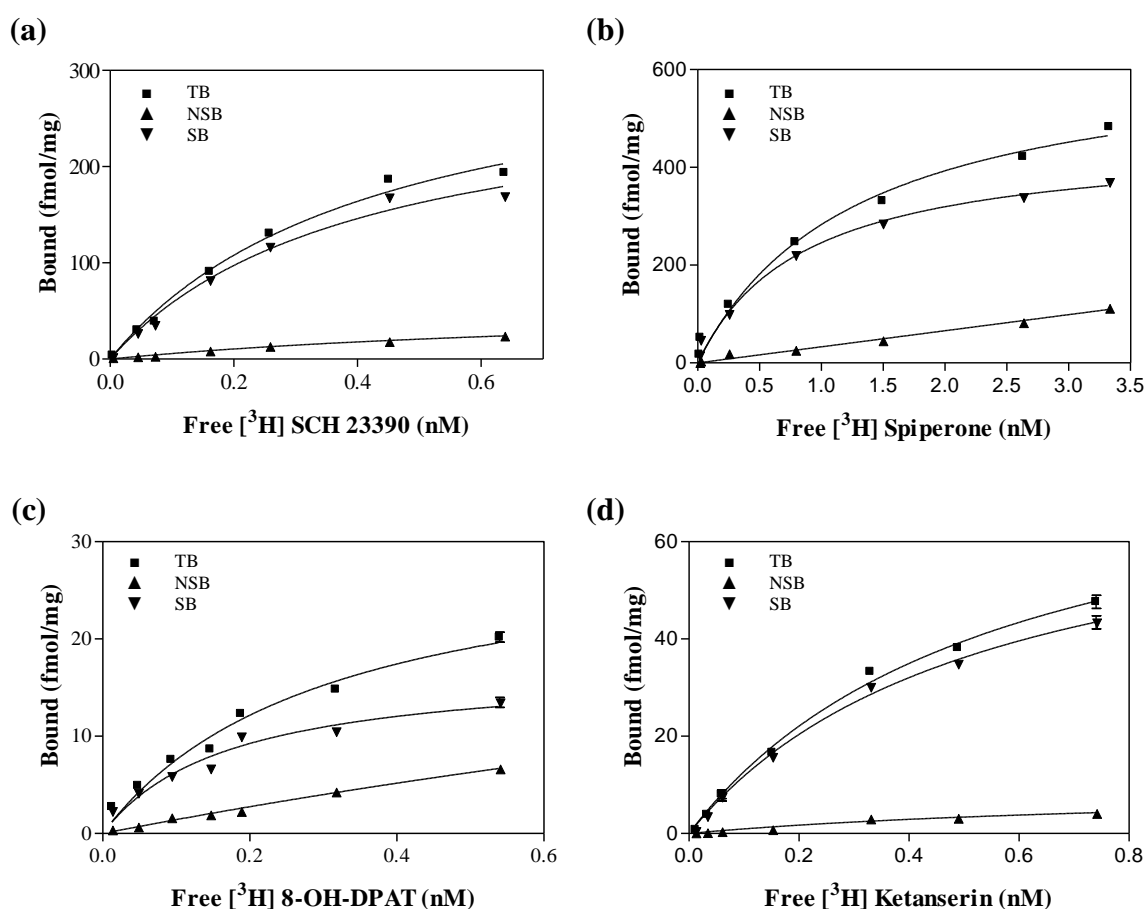 (a)
300
200
100
0
Bound (fmol/mg)
TB
NSB
SB
0.0 0.2 0.4 0.6
Free [³H] SCH 23390 (nM)
(b)
600
400
200
0
Bound (fmol/mg)
TB
NSB
SB
0.0 0.5 1.0 1.5 2.0 2.5 3.0 3.5
Free [³H] Spiperone (nM)
(c)
30
20
10
0
Bound (fmol/mg)
TB
NSB
SB
0.0 0.2 0.4 0.6
Free [³H] 8-OH-DPAT (nM)
(d)
60
40
20
0
Bound (fmol/mg)
TB
NSB
SB
0.0 0.2 0.4 0.6 0.8
Free [³H] Ketanserin (nM)